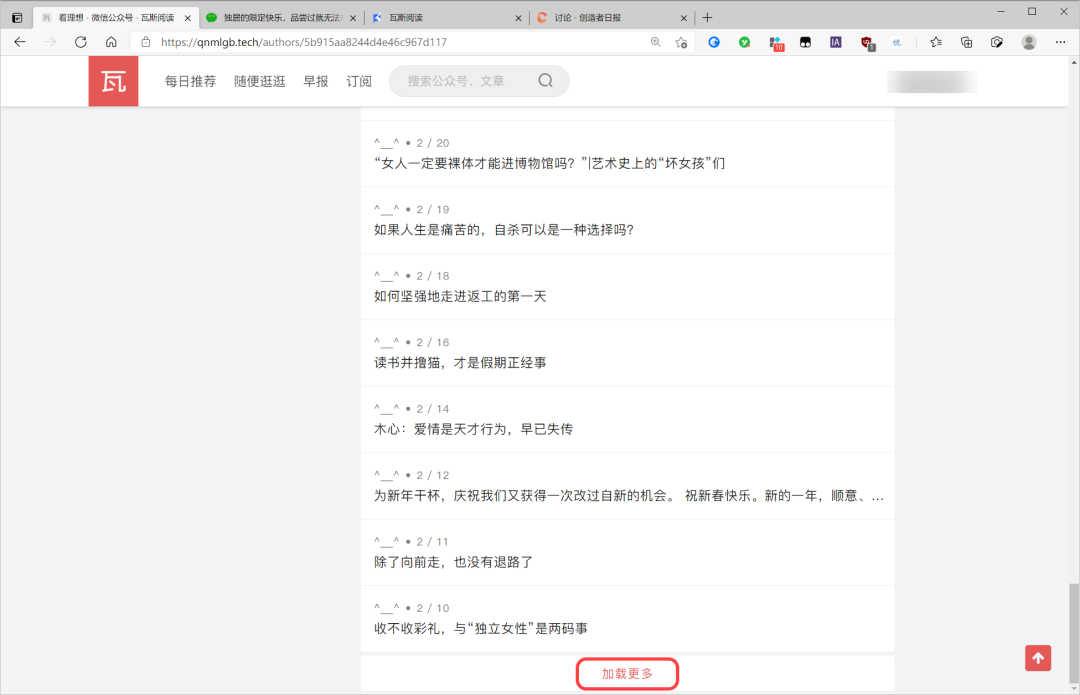 看理想 - 微信公众号 - 瓦斯阅读
独居的限定快乐，品尝过就无法
瓦斯阅读
讨论 - 创造者日报
https://qnmlgb.tech/authors/5b915aa8244d4e46c967d117
10
IA
1
瓦 每日推荐 随便逛逛 早报 订阅 搜索公众号、文章
^__^ • 2 / 20
“女人一定要裸体才能进博物馆吗？”|艺术史上的“坏女孩”们
^__^ • 2 / 19
如果人生是痛苦的，自杀可以是一种选择吗？
^__^ • 2 / 18
如何坚强地走进返工的第一天
^__^ • 2 / 16
读书并撸猫，才是假期正经事
^__^ • 2 / 14
木心：爱情是天才行为，早已失传
^__^ • 2 / 12
为新年干杯，庆祝我们又获得一次改过自新的机会。 祝新春快乐。新的一年，顺意、…
^__^ • 2 / 11
除了向前走，也没有退路了
^__^ • 2 / 10
收不收彩礼，与“独立女性”是两码事
加载更多